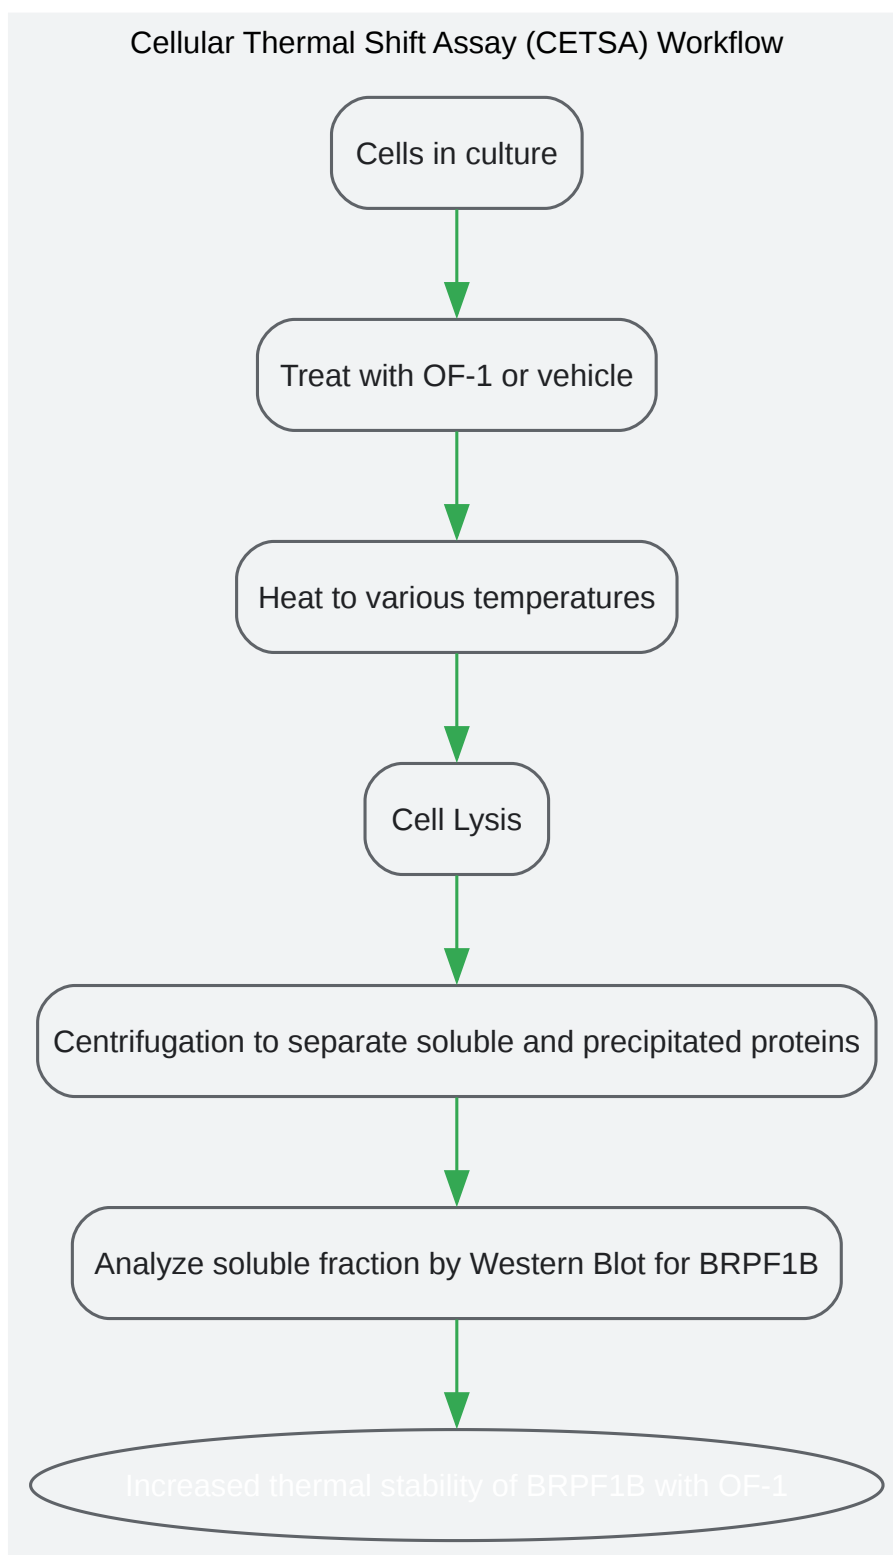 Cellular Thermal Shift Assay (CETSA) Workflow
Cells in culture
Treat with OF-1 or vehicle
Heat to various temperatures
Cell Lysis
Centrifugation to separate soluble and precipitated proteins
Analyze soluble fraction by Western Blot for BRPF1B
Increased thermal stability of BRPF1B with OF-1